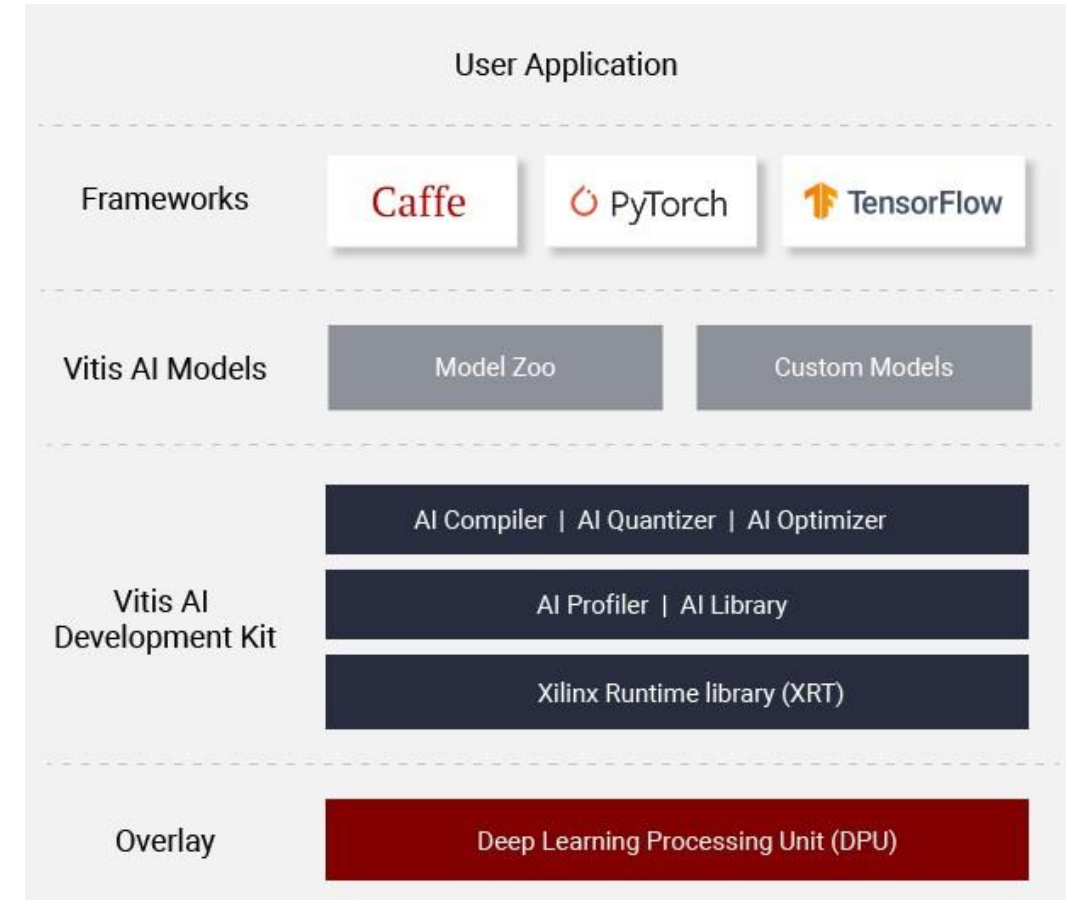 User Application
Frameworks
Caffe
PyTorch
TensorFlow
Vitis AI Models
Model Zoo
Custom Models
Vitis AI
Development Kit
AI Compiler | AI Quantizer | AI Optimizer
AI Profiler | AI Library
Xilinx Runtime library (XRT)
Overlay
Deep Learning Processing Unit (DPU)